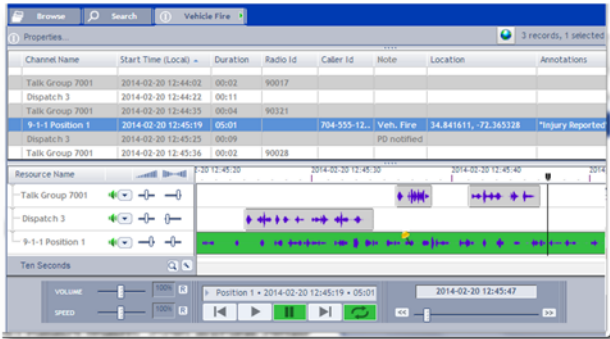 Browse Search Vehicle Fire
Properties... 3 records, 1 selected
Channel Name Start Time (Local) Duration Radio Id Caller Id Note Location Annotations
Talk Group 7001 2014-02-20 12:44:02 00:02 90017
Dispatch 3 2014-02-20 12:44:22 00:11
Talk Group 7001 2014-02-20 12:44:35 00:04 90321
9-1-1 Position 1 2014-02-20 12:45:19 05:01 704-555-12.. Veh. Fire 34.841611, -72.365328 "Injury Reported"
Dispatch 3 2014-02-20 12:45:25 00:09 PD notified
Talk Group 7001 2014-02-20 12:45:36 00:02 90028
Resource Name -20 12:45:20 2014-02-20 12:45:30 2014-02-20 12:45:40 2014
Talk Group 7001
Dispatch 3
9-1-1 Position 1
Ten Seconds
VOLUME 100% R Position 1 • 2014-02-20 12:45:19 • 05:01 2014-02-20 12:45:47
SPEED 100% R